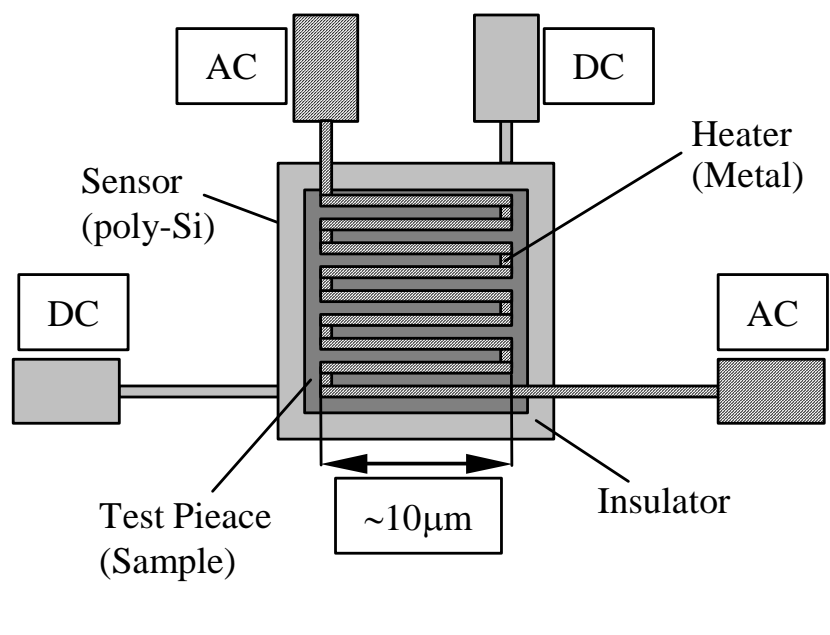 AC
DC
Heater
(Metal)
Sensor
(poly-Si)
DC
AC
Test Pieace
(Sample)
~10μm
Insulator